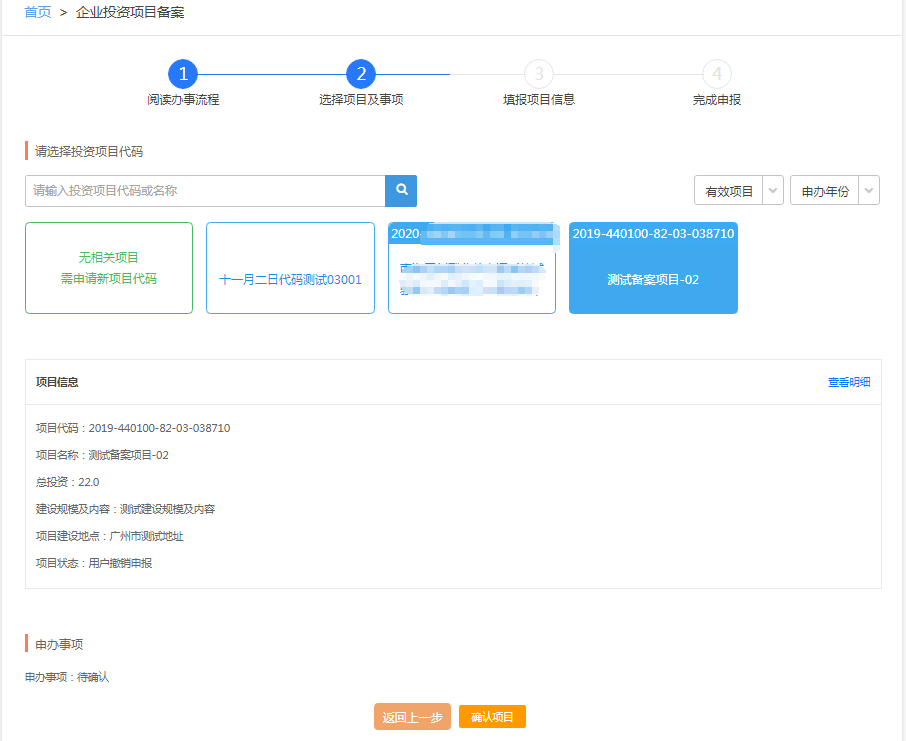 首页 > 企业投资项目备案
1 2 3 4
阅读办事流程 选择项目及事项 填报项目信息 完成申报
请选择投资项目代码
请输入投资项目代码或名称 有效项目 申办年份
2020- 2019-440100-82-03-038710
无相关项目
需申请新项目代码 十一月二日代码测试03001 测试备案项目-02
项目信息 查看明细
项目代码：2019-440100-82-03-038710
项目名称：测试备案项目-02
总投资：22.0
建设规模及内容：测试建设规模及内容
项目建设地点：广州市测试地址
项目状态：用户撤销申报
申办事项
申办事项：待确认
返回上一步 确认项目